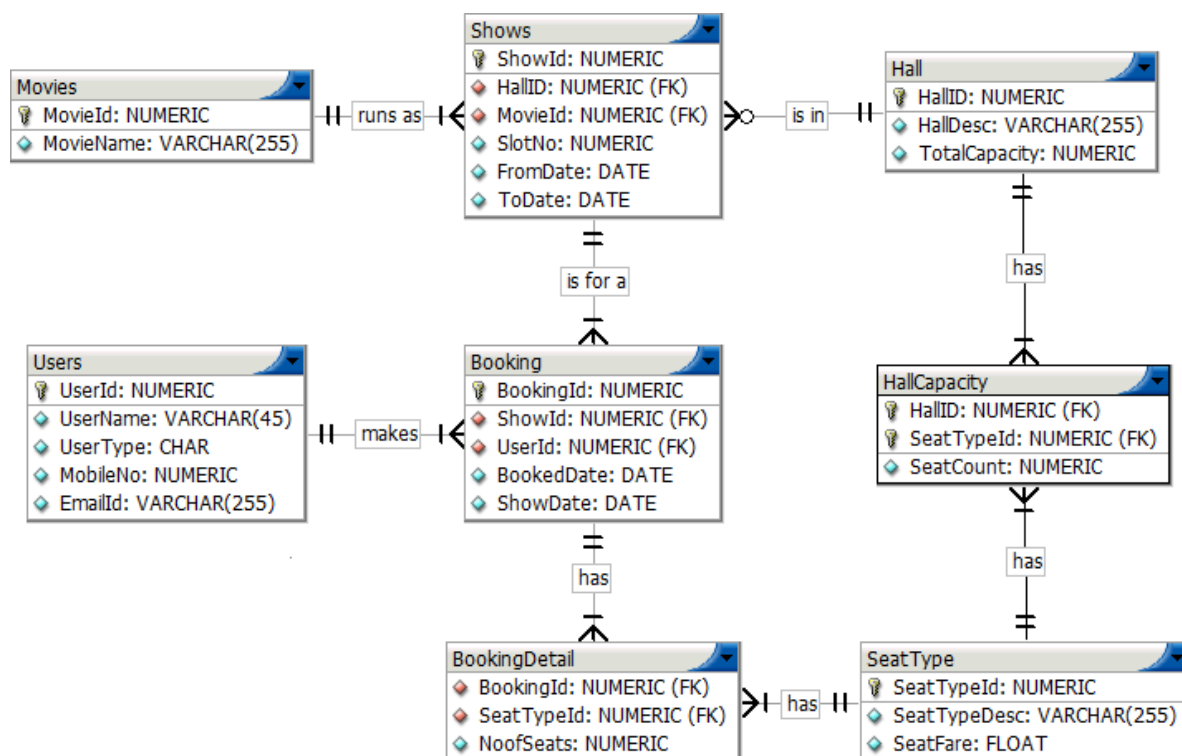 Shows
ShowId: NUMERIC
HallID: NUMERIC (FK)
MovieId: NUMERIC (FK)
SlotNo: NUMERIC
FromDate: DATE
ToDate: DATE
Movies
MovieId: NUMERIC
MovieName: VARCHAR(255)
runs as
is in
Hall
HallID: NUMERIC
HallDesc: VARCHAR(255)
TotalCapacity: NUMERIC
is for a
has
Users
UserId: NUMERIC
UserName: VARCHAR(45)
UserType: CHAR
MobileNo: NUMERIC
EmailId: VARCHAR(255)
makes
Booking
BookingId: NUMERIC
ShowId: NUMERIC (FK)
UserId: NUMERIC (FK)
BookedDate: DATE
ShowDate: DATE
HallCapacity
HallID: NUMERIC (FK)
SeatTypeId: NUMERIC (FK)
SeatCount: NUMERIC
has
has
BookingDetail
BookingId: NUMERIC (FK)
SeatTypeId: NUMERIC (FK)
NoofSeats: NUMERIC
has
SeatType
SeatTypeId: NUMERIC
SeatTypeDesc: VARCHAR(255)
SeatFare: FLOAT